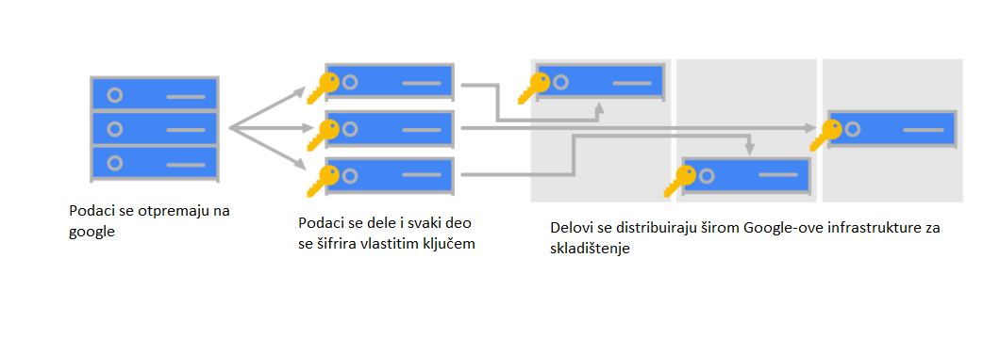 Podaci se otpremaju na
google
Podaci se dele i svaki deo
se šifrira vlastitim ključem
Delovi se distribuiraju širom Google-ove infrastrukture za
skladištenje